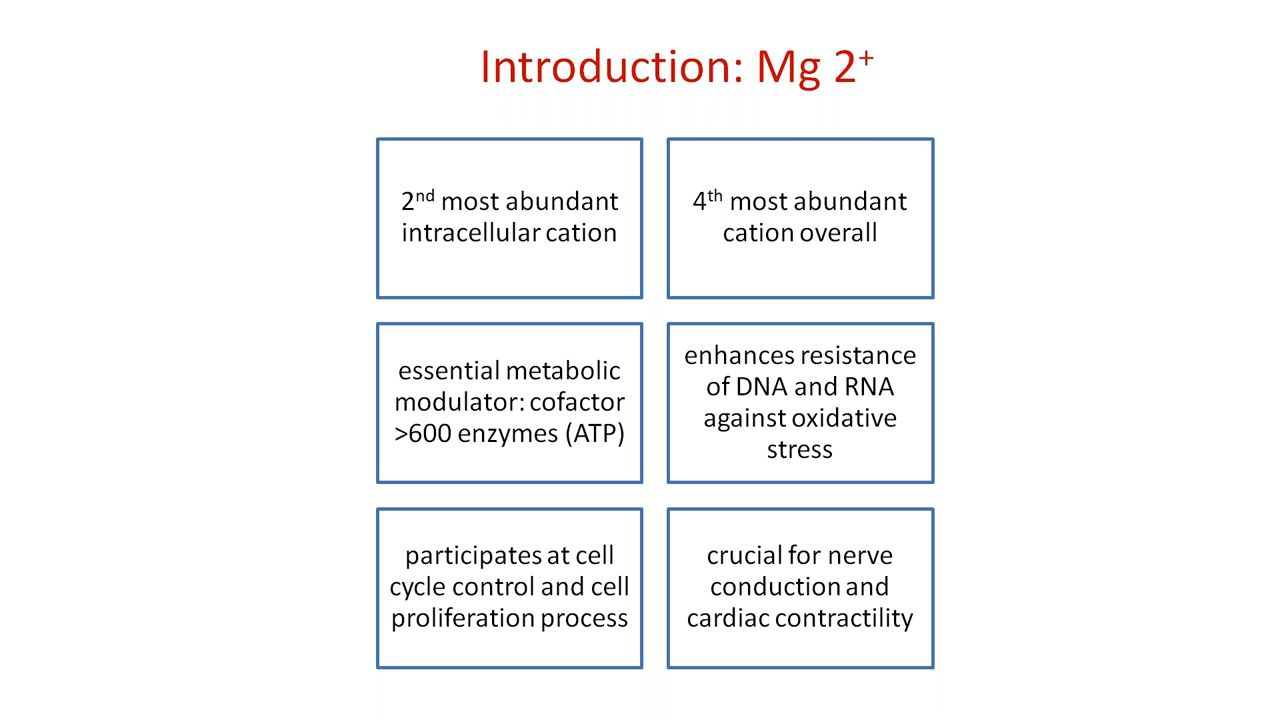 Introduction: Mg 2⁺
2ⁿᵈ most abundant
intracellular cation
4ᵗʰ most abundant
cation overall
essential metabolic
modulator: cofactor
>600 enzymes (ATP)
enhances resistance
of DNA and RNA
against oxidative
stress
participates at cell
cycle control and cell
proliferation process
crucial for nerve
conduction and
cardiac contractility